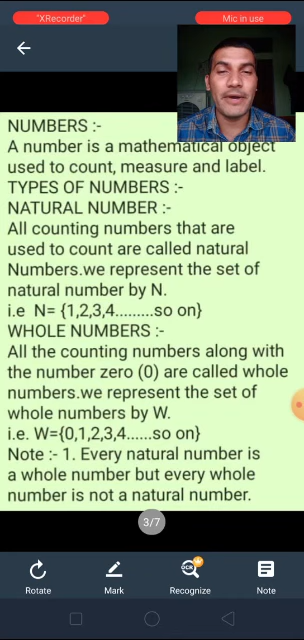 "XRecorder"
Mic in use
NUMBERS :-
A number is a mathematical object
used to count, measure and label.
TYPES OF NUMBERS :-
NATURAL NUMBER :-
All counting numbers that are
used to count are called natural
Numbers.we represent the set of
natural number by N.
i.e  N= {1,2,3,4.........so on}
WHOLE NUMBERS :-
All the counting numbers along with
the number zero (0) are called whole
numbers.we represent the set of
whole numbers by W.
i.e. W={0,1,2,3,4......so on}
Note :- 1. Every natural number is
a whole number but every whole
number is not a natural number.
3/7
OCR
Rotate
Mark
Recognize
Note